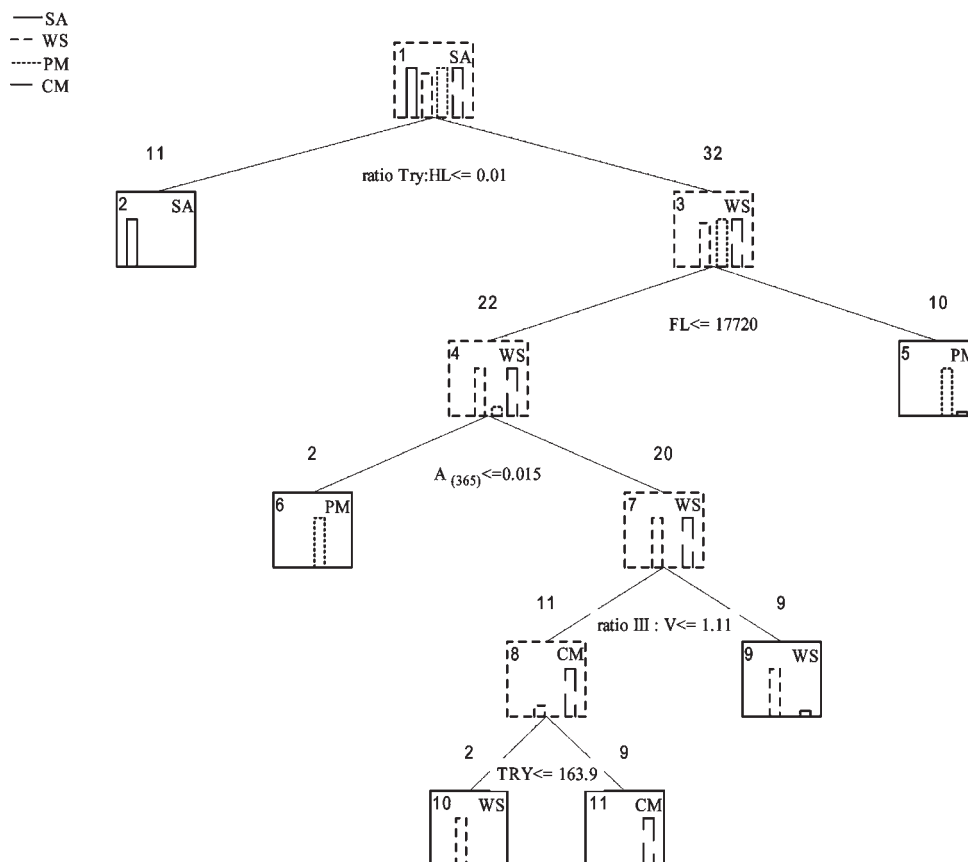 SA
WS
PM
CM
1 SA
11 32
ratio Try:HL<= 0.01
2 SA
3 WS
22 10
FL<= 17720
4 WS
5 PM
2 20
A (365)<=0.015
6 PM
7 WS
11 9
ratio III : V<= 1.11
8 CM
9 WS
2 9
TRY<= 163.9
10 WS
11 CM